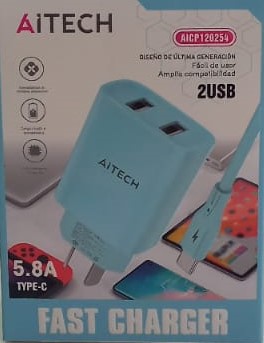 AiTECH
AICP120254
DISEÑO DE ÚLTIMA GENERACIÓN
Fácil de usar
Amplia compatibilidad
2USB
AiTECH
5.8A
TYPE-C
FAST CHARGER